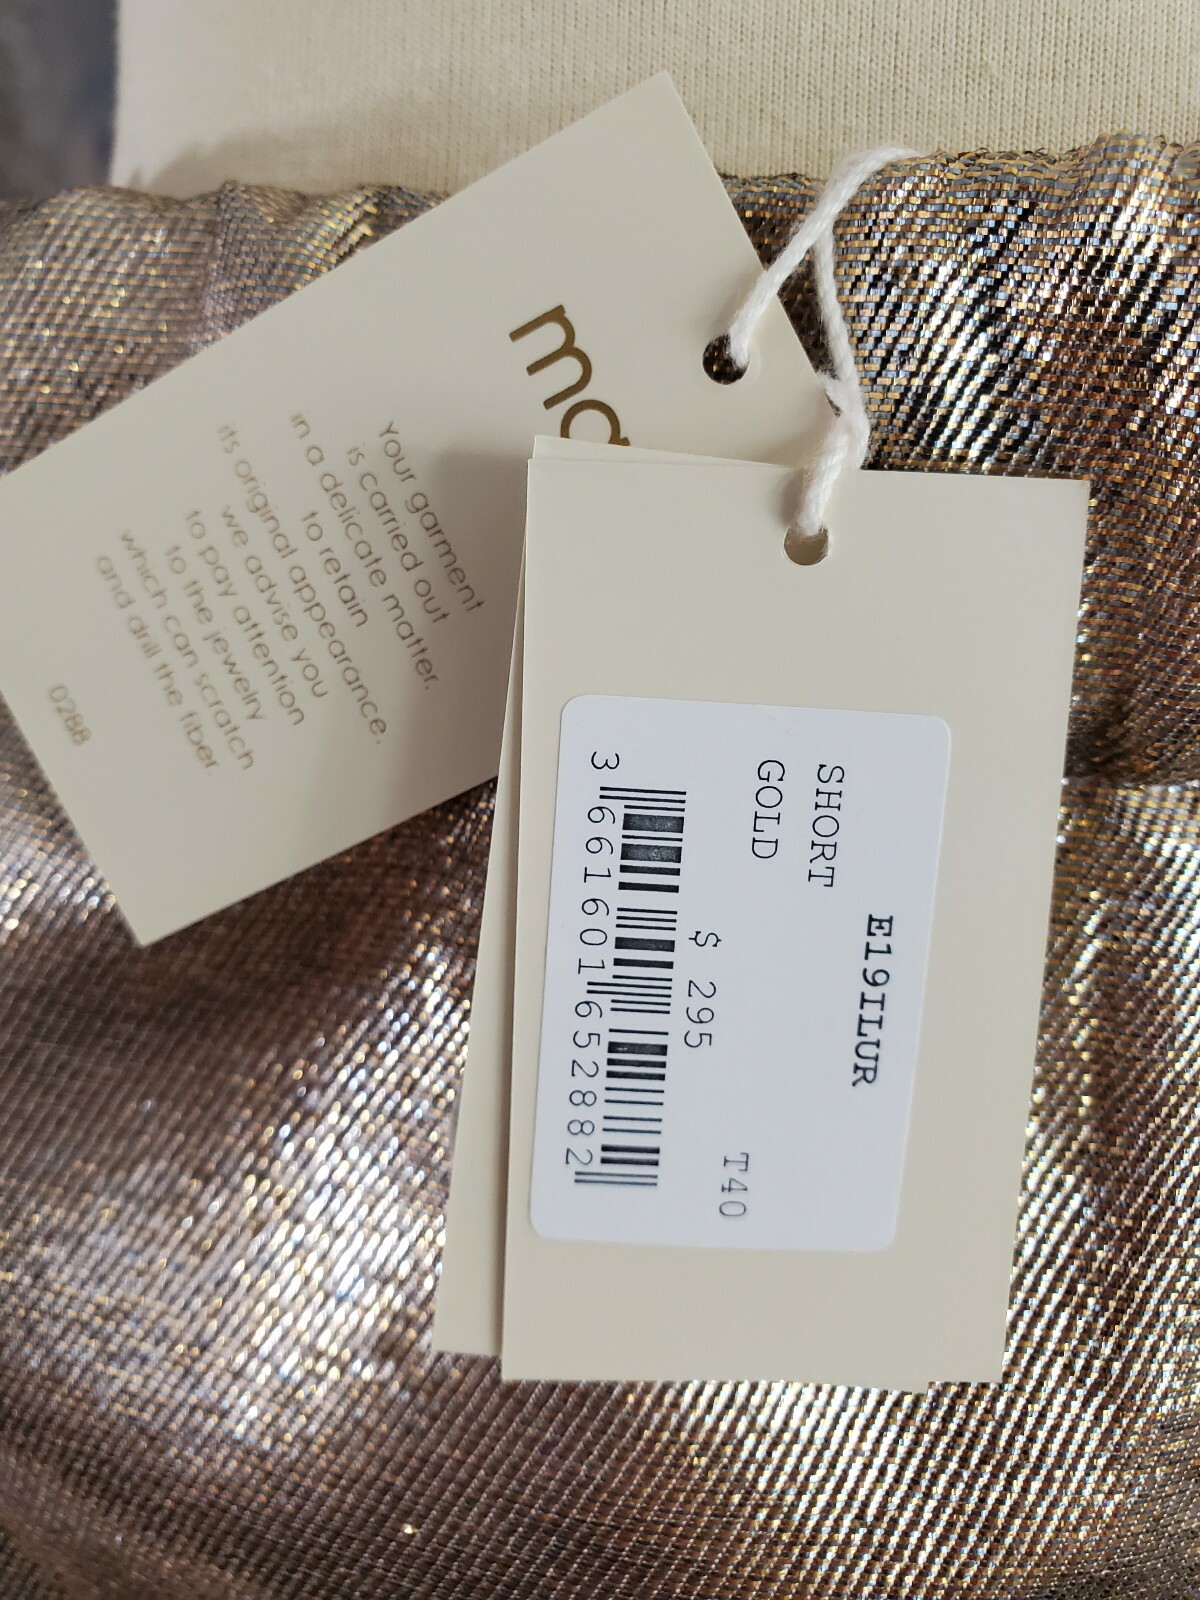 ma
Your garment
is carried out
in a delicate matter.
to retain
its original appearance.
we advise you
to pay attention
to the jewelry
which can scratch
and drill the fiber.
0288
E19ILUR
SHORT
GOLD
T40
$ 295
3 661601 652882